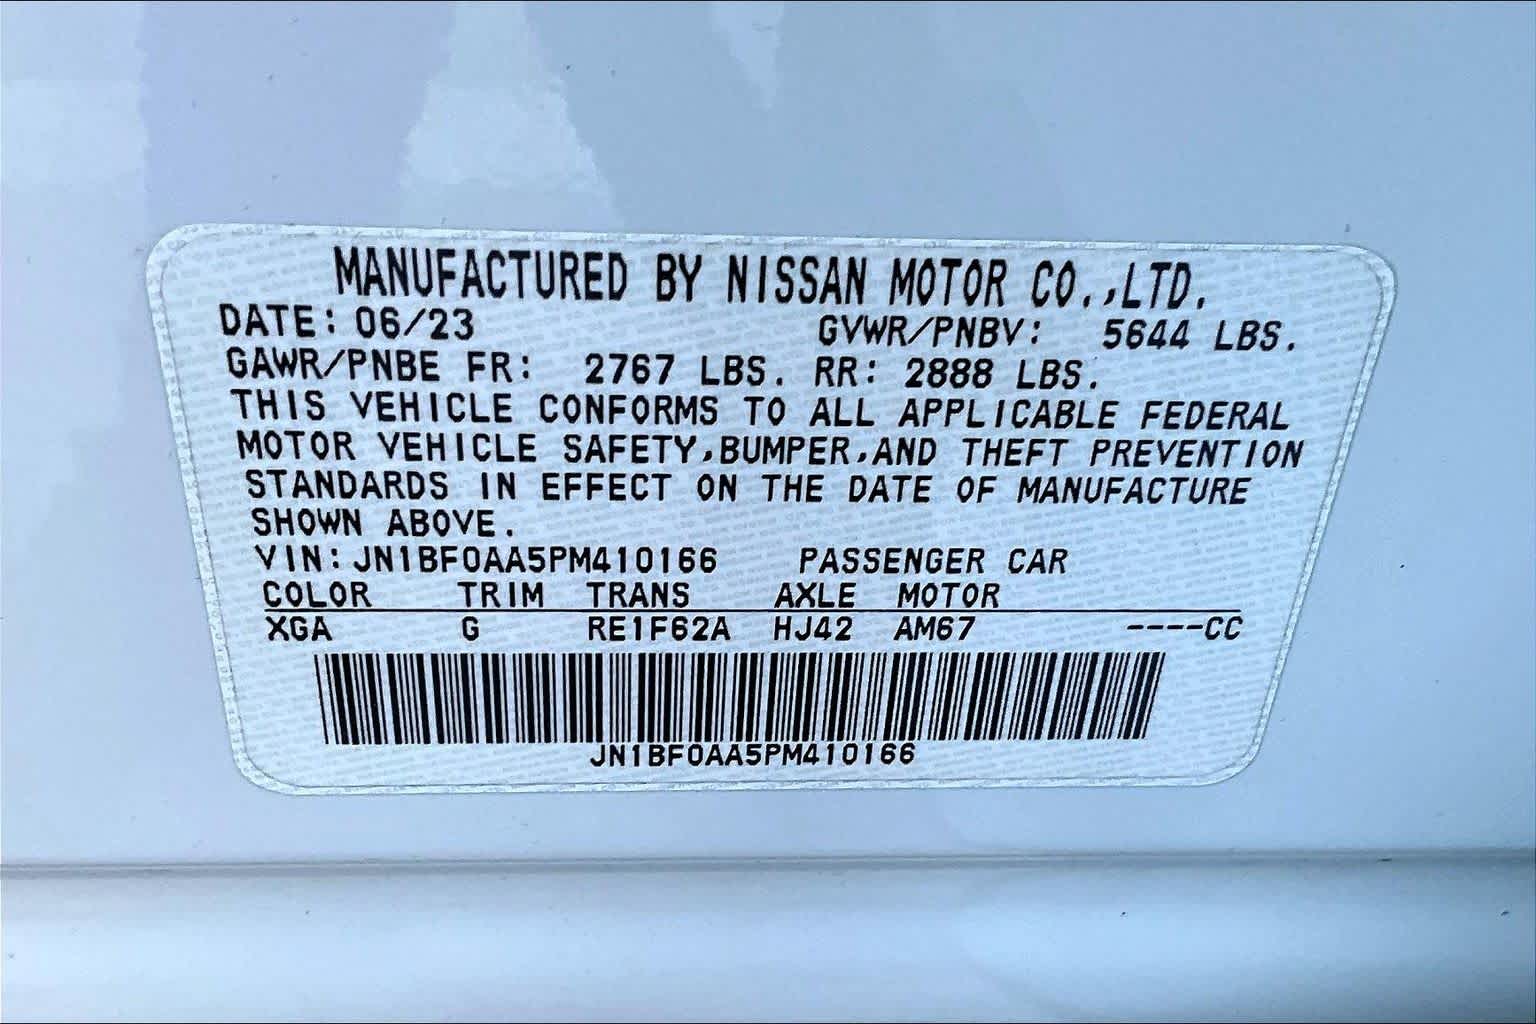 MANUFACTURED BY NISSAN MOTOR CO.,LTD.
DATE: 06/23 GVWR/PNBV: 5644 LBS.
GAWR/PNBE FR: 2767 LBS. RR: 2888 LBS.
THIS VEHICLE CONFORMS TO ALL APPLICABLE FEDERAL
MOTOR VEHICLE SAFETY,BUMPER,AND THEFT PREVENTION
STANDARDS IN EFFECT ON THE DATE OF MANUFACTURE
SHOWN ABOVE.
VIN: JN1BF0AA5PM410166 PASSENGER CAR
COLOR TRIM TRANS AXLE MOTOR
XGA G RE1F62A HJ42 AM67 ----CC
JN1BF0AA5PM410166